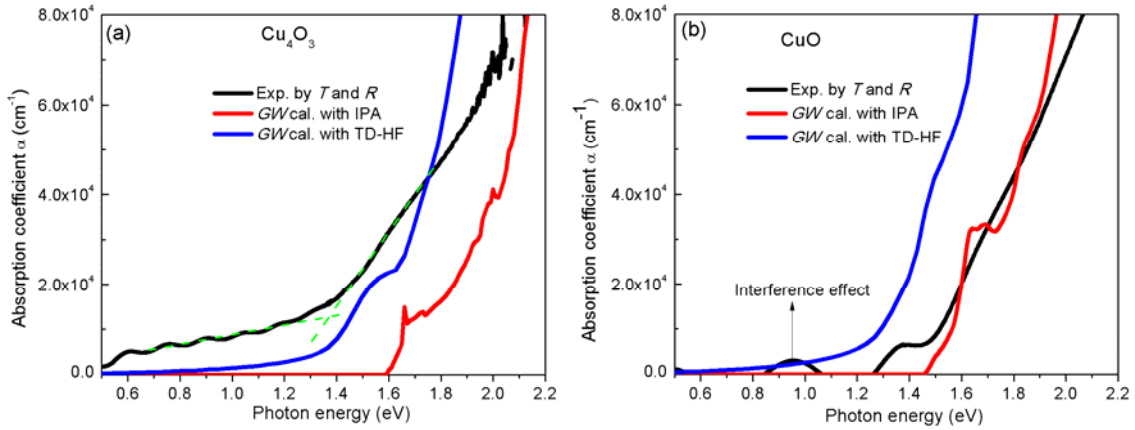 (a)
Cu₄O₃
Exp. by T and R
GW cal. with IPA
GW cal. with TD-HF
Absorption coefficient α (cm⁻¹)
8.0x10⁴
6.0x10⁴
4.0x10⁴
2.0x10⁴
0.0
0.6 0.8 1.0 1.2 1.4 1.6 1.8 2.0 2.2
Photon energy (eV)
(b)
CuO
Exp. by T and R
GW cal. with IPA
GW cal. with TD-HF
Interference effect
Absorption coefficient α (cm⁻¹)
8.0x10⁴
6.0x10⁴
4.0x10⁴
2.0x10⁴
0.0
0.6 0.8 1.0 1.2 1.4 1.6 1.8 2.0 2.2
Photon energy (eV)